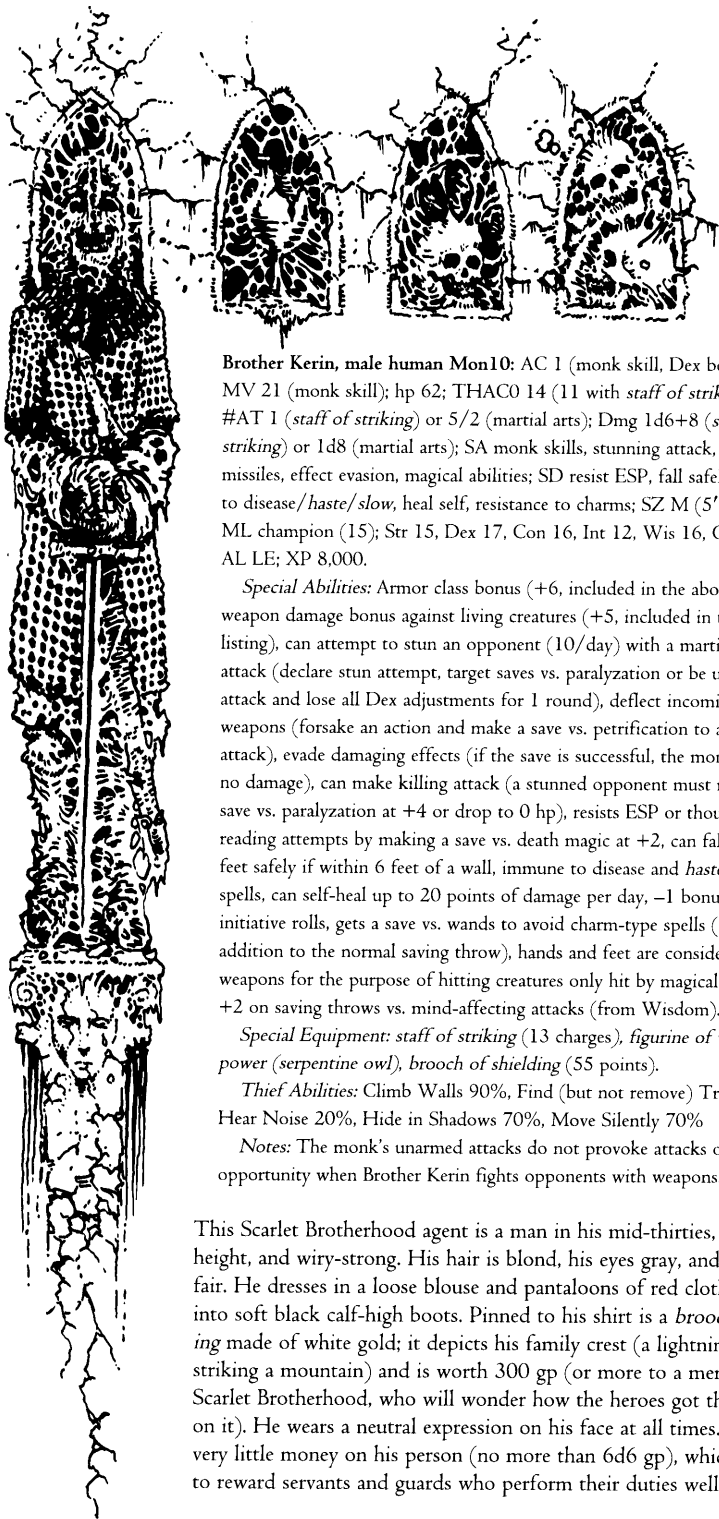 Brother Kerin, male human Mon10: AC 1 (monk skill, Dex
MV 21 (monk skill); hp 62; THAC0 14 (11 with staff of
#AT 1 (staff of striking) or 5/2 (martial arts); Dmg 1d6+8 (
striking) or 1d8 (martial arts); SA monk skills, stunning attack,
missiles, effect evasion, magical abilities; SD resist ESP, fall
to disease/haste/slow, heal self, resistance to charms; SZ M (5'
ML champion (15); Str 15, Dex 17, Con 16, Int 12, Wis 16,
AL LE; XP 8,000.
Special Abilities: Armor class bonus (+6, included in the
weapon damage bonus against living creatures (+5, included in
listing), can attempt to stun an opponent (10/day) with a
attack (declare stun attempt, target saves vs. paralyzation or be
attack and lose all Dex adjustments for 1 round), deflect
weapons (forsake an action and make a save vs. petrification to
attack), evade damaging effects (if the save is successful, the
no damage), can make killing attack (a stunned opponent must
save vs. paralyzation at +4 or drop to 0 hp), resists ESP or
reading attempts by making a save vs. death magic at +2, can
feet safely if within 6 feet of a wall, immune to disease and haste
spells, can self-heal up to 20 points of damage per day, –1
initiative rolls, gets a save vs. wands to avoid charm-type spells (
addition to the normal saving throw), hands and feet are
weapons for the purpose of hitting creatures only hit by magical
+2 on saving throws vs. mind-affecting attacks (from Wisdom).
Special Equipment: staff of striking (13 charges), figurine of
power (serpentine owl), brooch of shielding (55 points).
Thief Abilities: Climb Walls 90%, Find (but not remove)
Hear Noise 20%, Hide in Shadows 70%, Move Silently 70%
Notes: The monk's unarmed attacks do not provoke attacks
opportunity when Brother Kerin fights opponents with weapons
This Scarlet Brotherhood agent is a man in his mid-thirties,
height, and wiry-strong. His hair is blond, his eyes gray, and
fair. He dresses in a loose blouse and pantaloons of red
into soft black calf-high boots. Pinned to his shirt is a
ing made of white gold; it depicts his family crest (a
striking a mountain) and is worth 300 gp (or more to a
Scarlet Brotherhood, who will wonder how the heroes got
on it). He wears a neutral expression on his face at all times.
very little money on his person (no more than 6d6 gp),
to reward servants and guards who perform their duties well